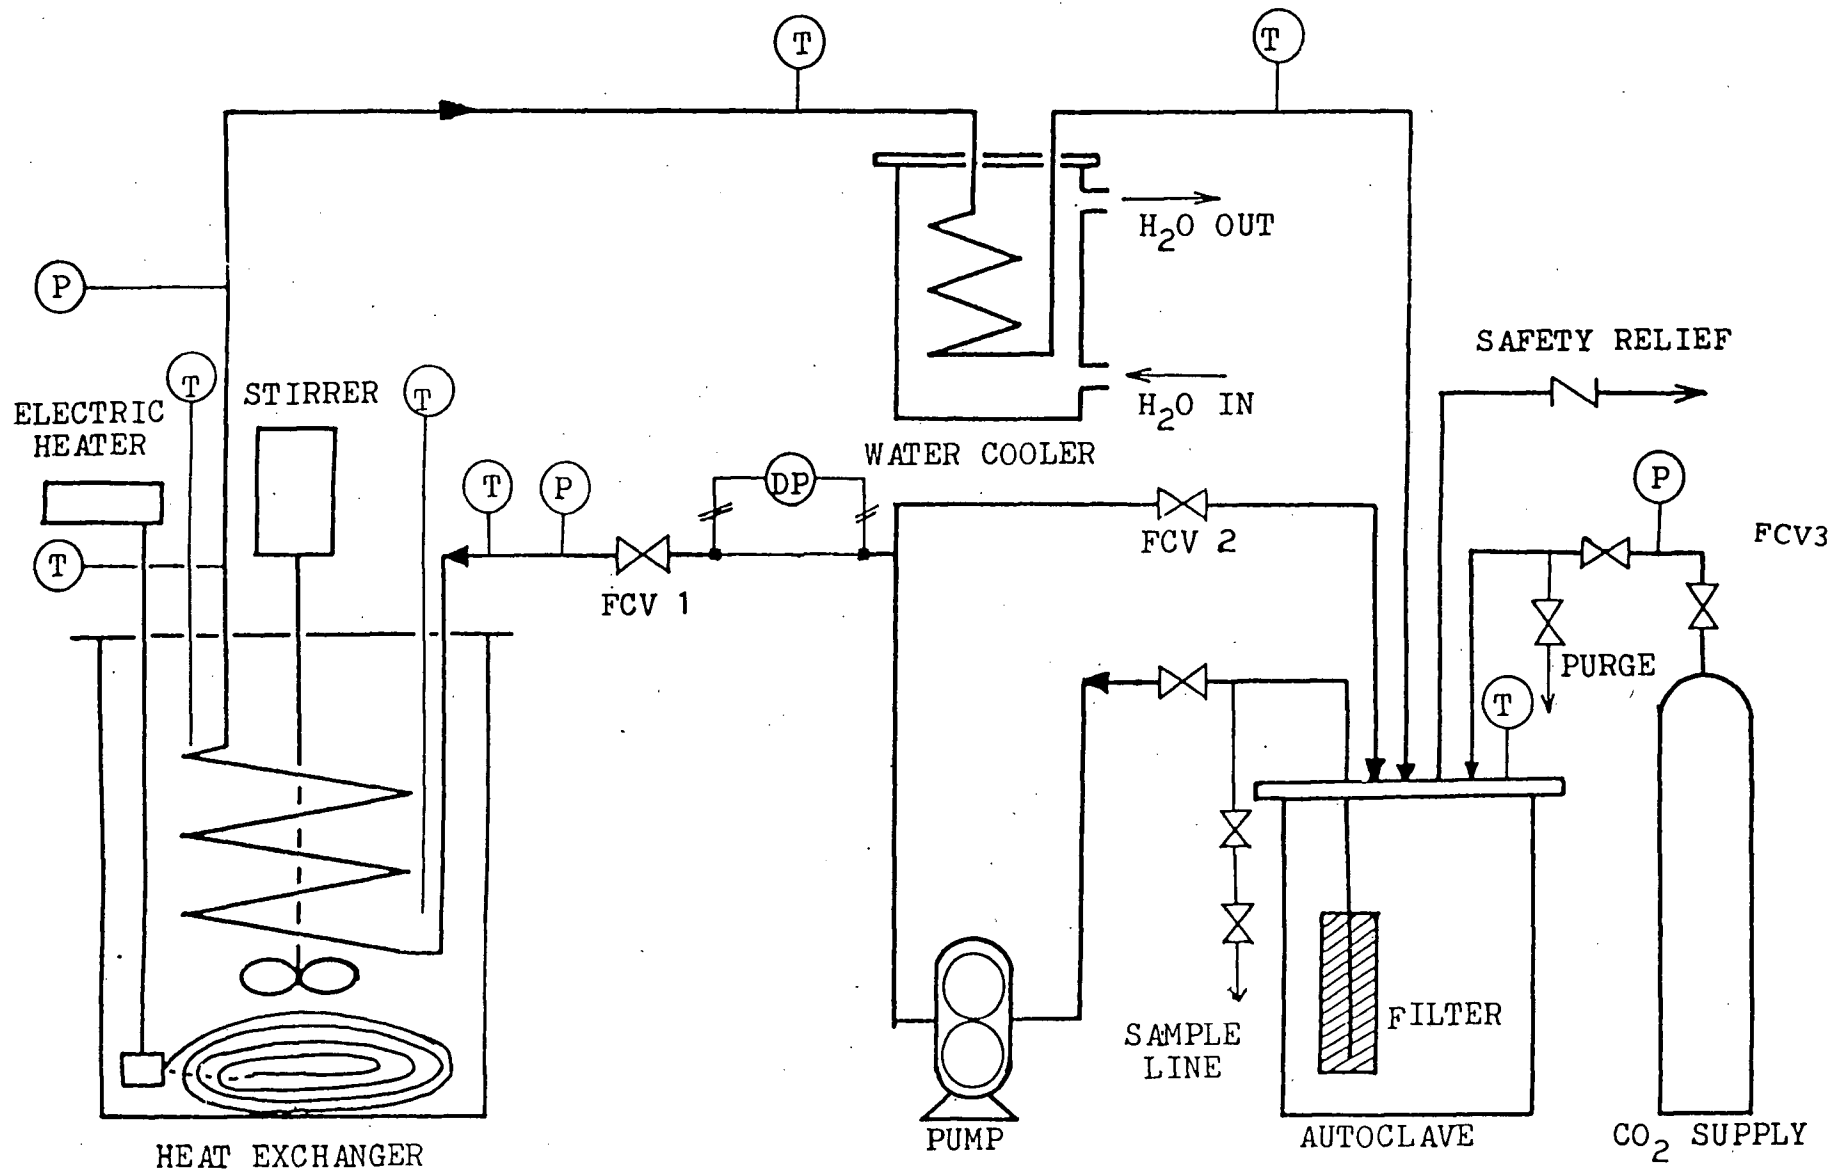 T
T
H2O OUT
P
SAFETY RELIEF
T
STIRRER
T
ELECTRIC
HEATER
H2O IN
WATER COOLER
T
P
DP
P
FCV3
FCV 2
T
FCV 1
PURGE
T
FILTER
SAMPLE
LINE
PUMP
AUTOCLAVE
CO2 SUPPLY
HEAT EXCHANGER